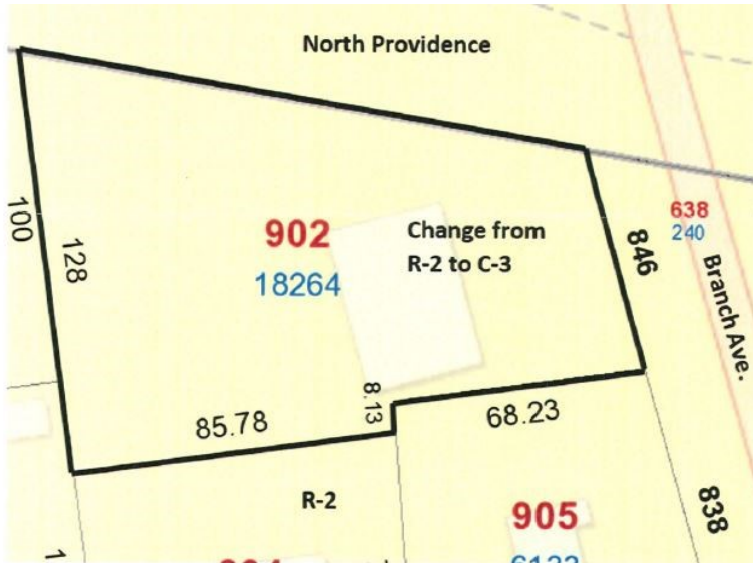 North Providence
100
128
902
18264
Change from
R-2 to C-3
638
240
846
Branch Ave.
8.13
85.78
68.23
R-2
905
838
1